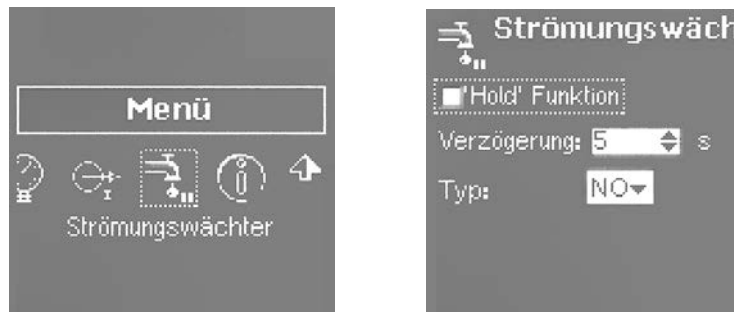 Menü
Strömungswächter
Strömungswäch
'Hold' Funktion
Verzögerung: 5 s
Typ: NO